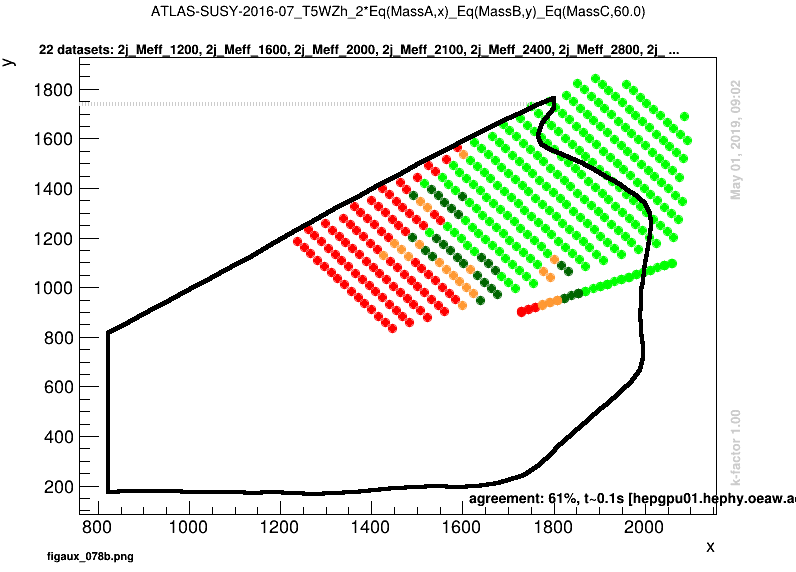 ATLAS-SUSY-2016-07_T5WZh_2*Eq(MassA,x)_Eq(MassB,y)_Eq(MassC,60.0)
22 datasets: 2j_Meff_1200, 2j_Meff_1600, 2j_Meff_2000, 2j_Meff_2100, 2j_Meff_2400, 2j_Meff_2800, 2j_ ...
y
1800
1600
1400
1200
1000
800
600
400
200
800
1000
1200
1400
1600
1800
2000
x
May 01, 2019, 09:02
k-factor 1.00
agreement: 61%, t~0.1s [hepgpu01.hephy.oeaw.a
figaux_078b.png